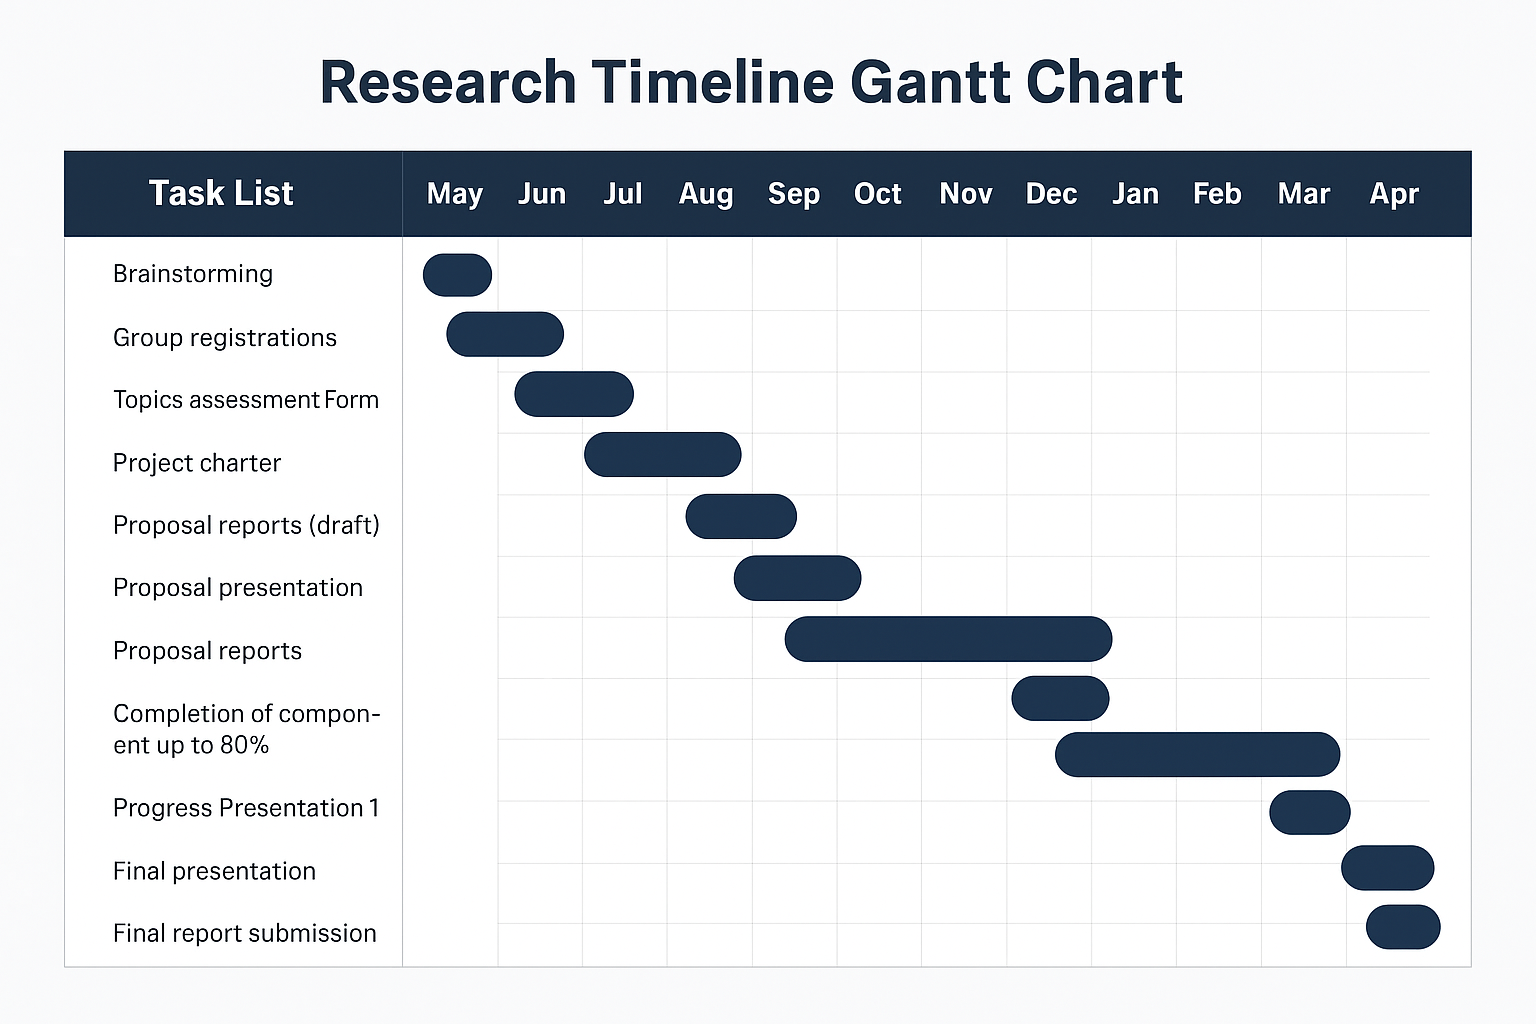 Research Timeline Gantt Chart
Task List May Jun Jul Aug Sep Oct Nov Dec Jan Feb Mar Apr
Brainstorming
Group registrations
Topics assessment Form
Project charter
Proposal reports (draft)
Proposal presentation
Proposal reports
Completion of compon-
ent up to 80%
Progress Presentation 1
Final presentation
Final report submission